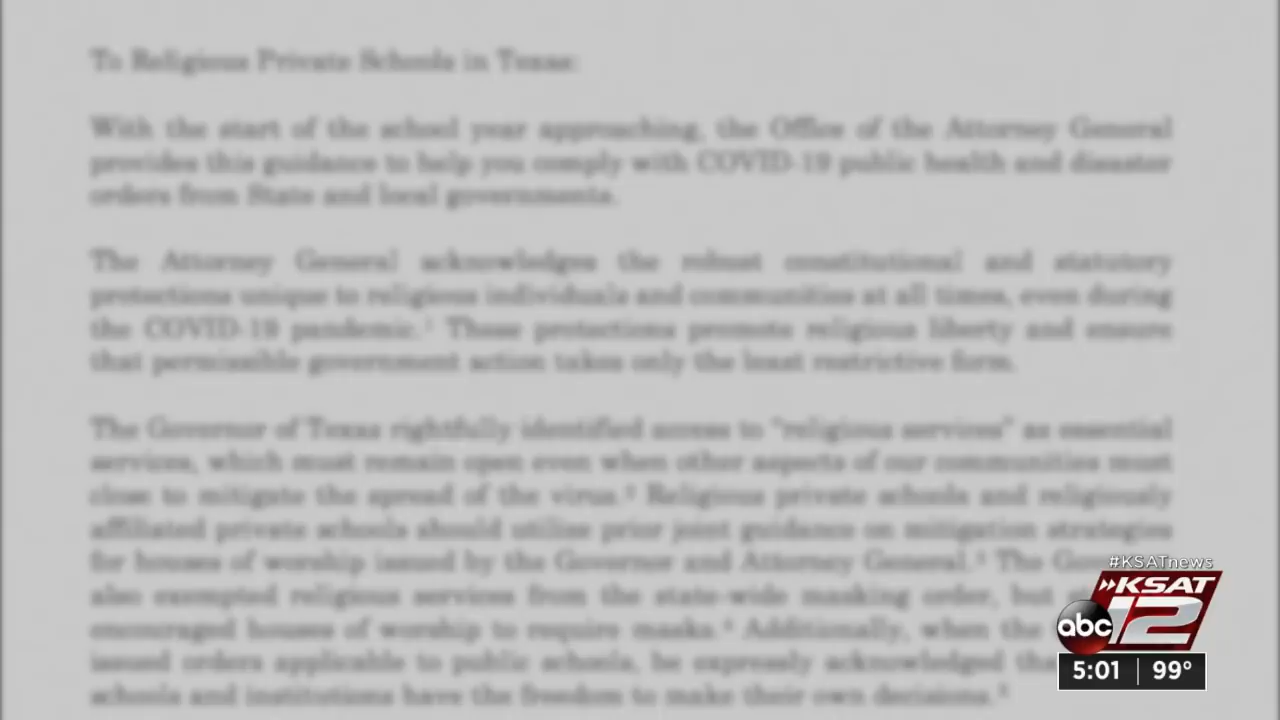 To Religious Private Schools in Texas:
With the start of the school year approaching, the Office of the Attorney General
provides this guidance to help you comply with COVID-19 public health and disaster
orders from State and local governments.
The Attorney General acknowledges the robust constitutional and statutory
protections unique to religious individuals and communities at all times, even during
the COVID-19 pandemic.¹ These protections promote religious liberty and ensure
that permissible government action takes only the least restrictive form.
The Governor of Texas rightfully identified access to “religious services” as essential
services, which must remain open even when other aspects of our communities must
close to mitigate the spread of the virus.² Religious private schools and religiously
affiliated private schools should utilize prior joint guidance on mitigation strategies
for houses of worship issued by the Governor and Attorney General.³ The
also exempted religious services from the state-wide masking order, but
encouraged houses of worship to require masks.⁴ Additionally, when the
issued orders applicable to public schools, he expressly acknowledged
schools and institutions have the freedom to make their own decisions.⁵
#KSATnews
KSAT
abc 12
5:01 99°